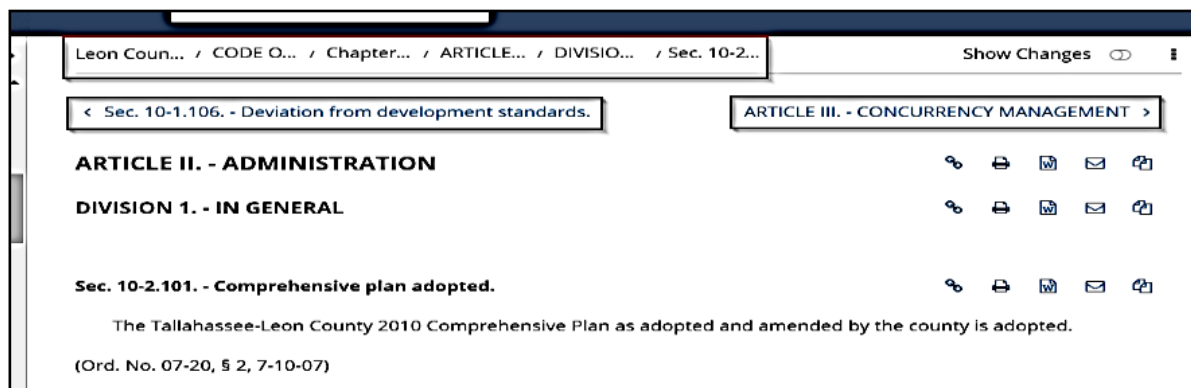 Leon Coun... / CODE O... / Chapter... / ARTICLE... / DIVISIO... / Sec. 10-2...
Show Changes
< Sec. 10-1.106. - Deviation from development standards.
ARTICLE III. - CONCURRENCY MANAGEMENT >
ARTICLE II. - ADMINISTRATION
DIVISION 1. - IN GENERAL
Sec. 10-2.101. - Comprehensive plan adopted.
The Tallahassee-Leon County 2010 Comprehensive Plan as adopted and amended by the county is adopted.
(Ord. No. 07-20, § 2, 7-10-07)